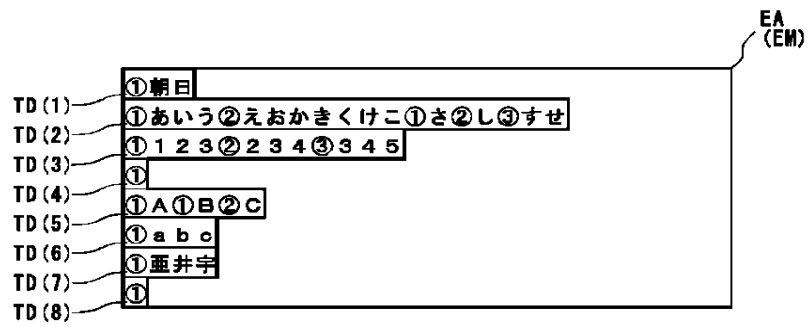 EA
(EM)
TD(1) ①朝日
TD(2) ①あいう②えおかきくけこ①さ②し③すせ
TD(3) ①123②234③345
TD(4) ①
TD(5) ①A①B②C
TD(6) ①abc
TD(7) ①亜井宇
TD(8) ①